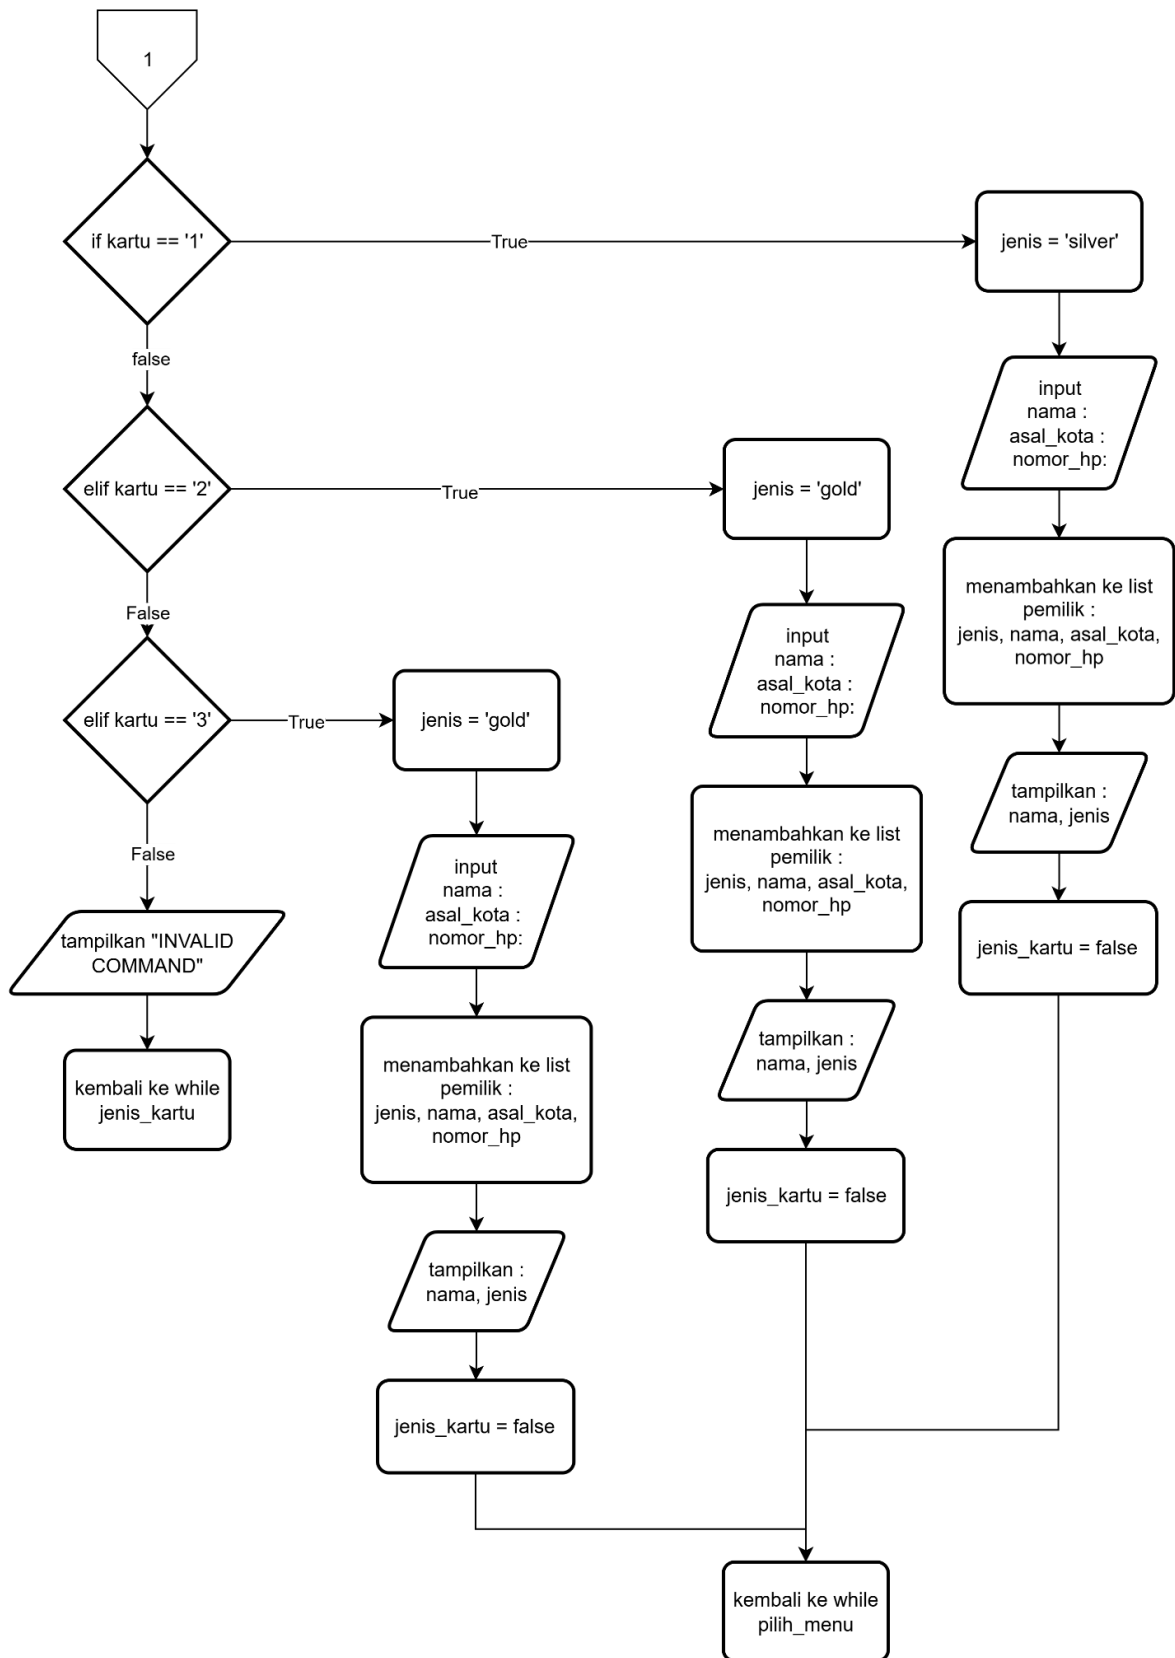 1
if kartu == '1'
True
jenis = 'silver'
false
input
nama :
asal_kota :
nomor_hp:
elif kartu == '2'
True
jenis = 'gold'
menambahkan ke list
pemilik :
jenis, nama, asal_kota,
nomor_hp
False
input
nama :
asal_kota :
nomor_hp:
elif kartu == '3'
True
jenis = 'gold'
tampilkan :
nama, jenis
menambahkan ke list
pemilik :
jenis, nama, asal_kota,
nomor_hp
False
input
nama :
asal_kota :
nomor_hp:
tampilkan "INVALID
COMMAND"
jenis_kartu = false
tampilkan :
nama, jenis
kembali ke while
jenis_kartu
menambahkan ke list
pemilik :
jenis, nama, asal_kota,
nomor_hp
jenis_kartu = false
tampilkan :
nama, jenis
jenis_kartu = false
kembali ke while
pilih_menu